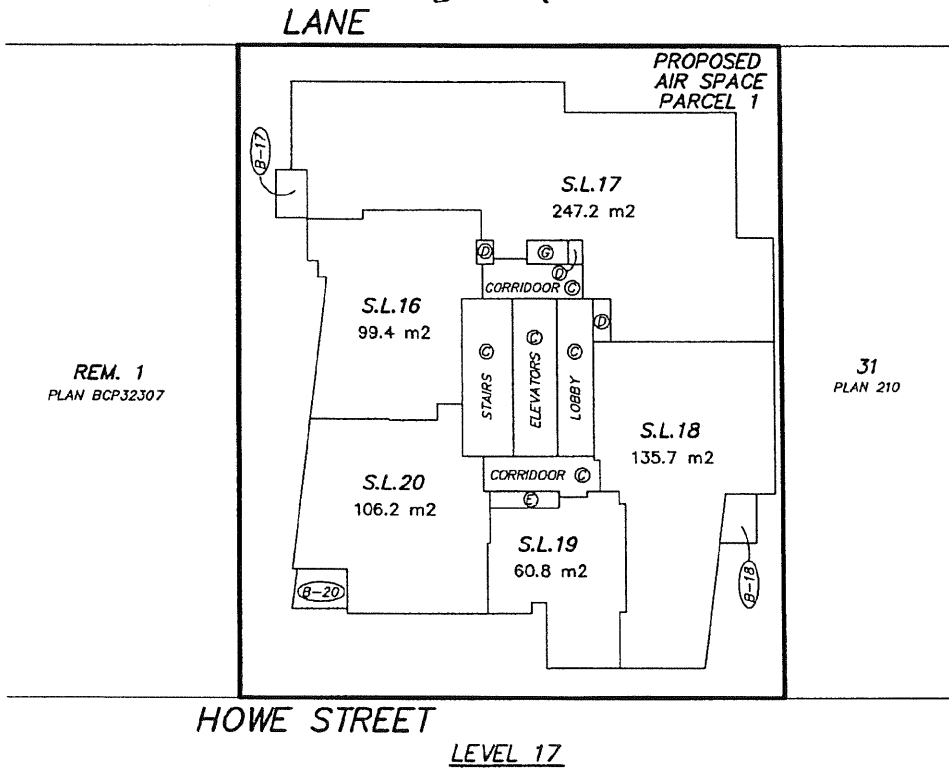 LANE
PROPOSED
AIR SPACE
PARCEL 1
B-17
S.L.17
247.2 m2
D
G
D
CORRIDOOR C
S.L.16
99.4 m2
D
REM. 1
PLAN BCP32307
STAIRS C
ELEVATORS C
LOBBY C
31
PLAN 210
S.L.18
135.7 m2
CORRIDOOR C
S.L.20
106.2 m2
E
S.L.19
60.8 m2
B-20
B-18
HOWE STREET
LEVEL 17